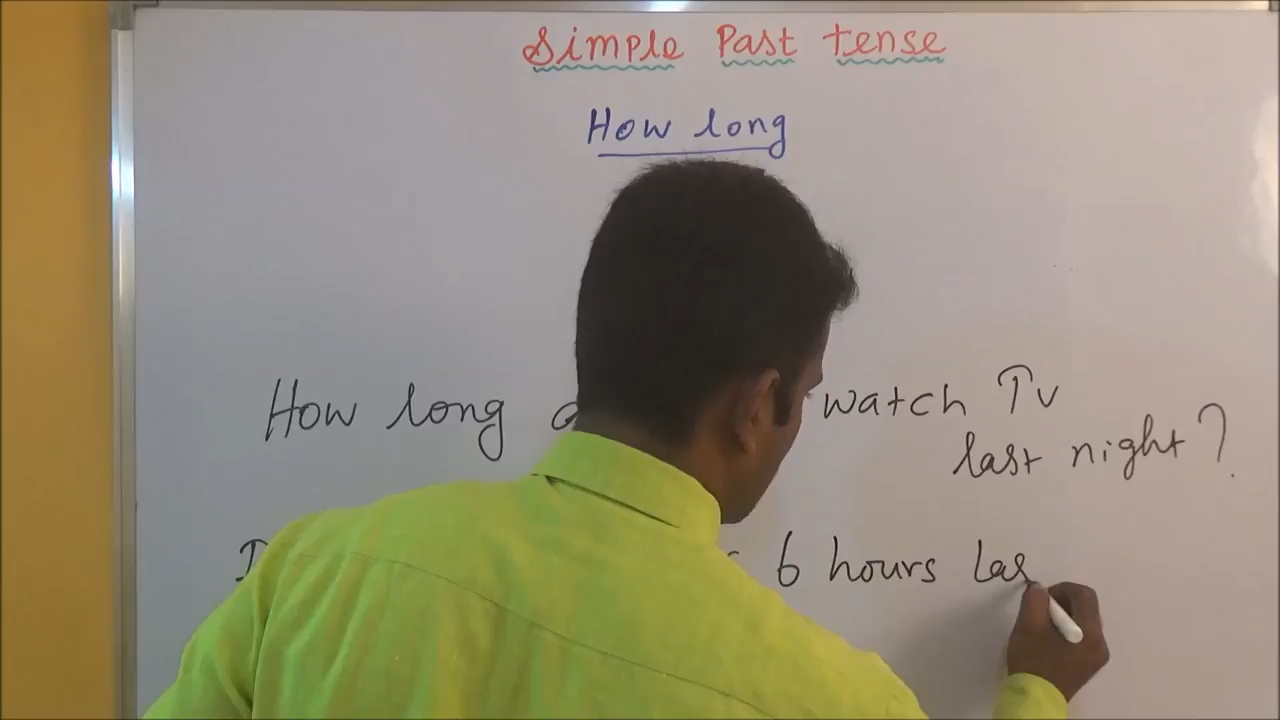 Simple Past tense
How long
How long watch Tv
last night?
I 6 hours Las